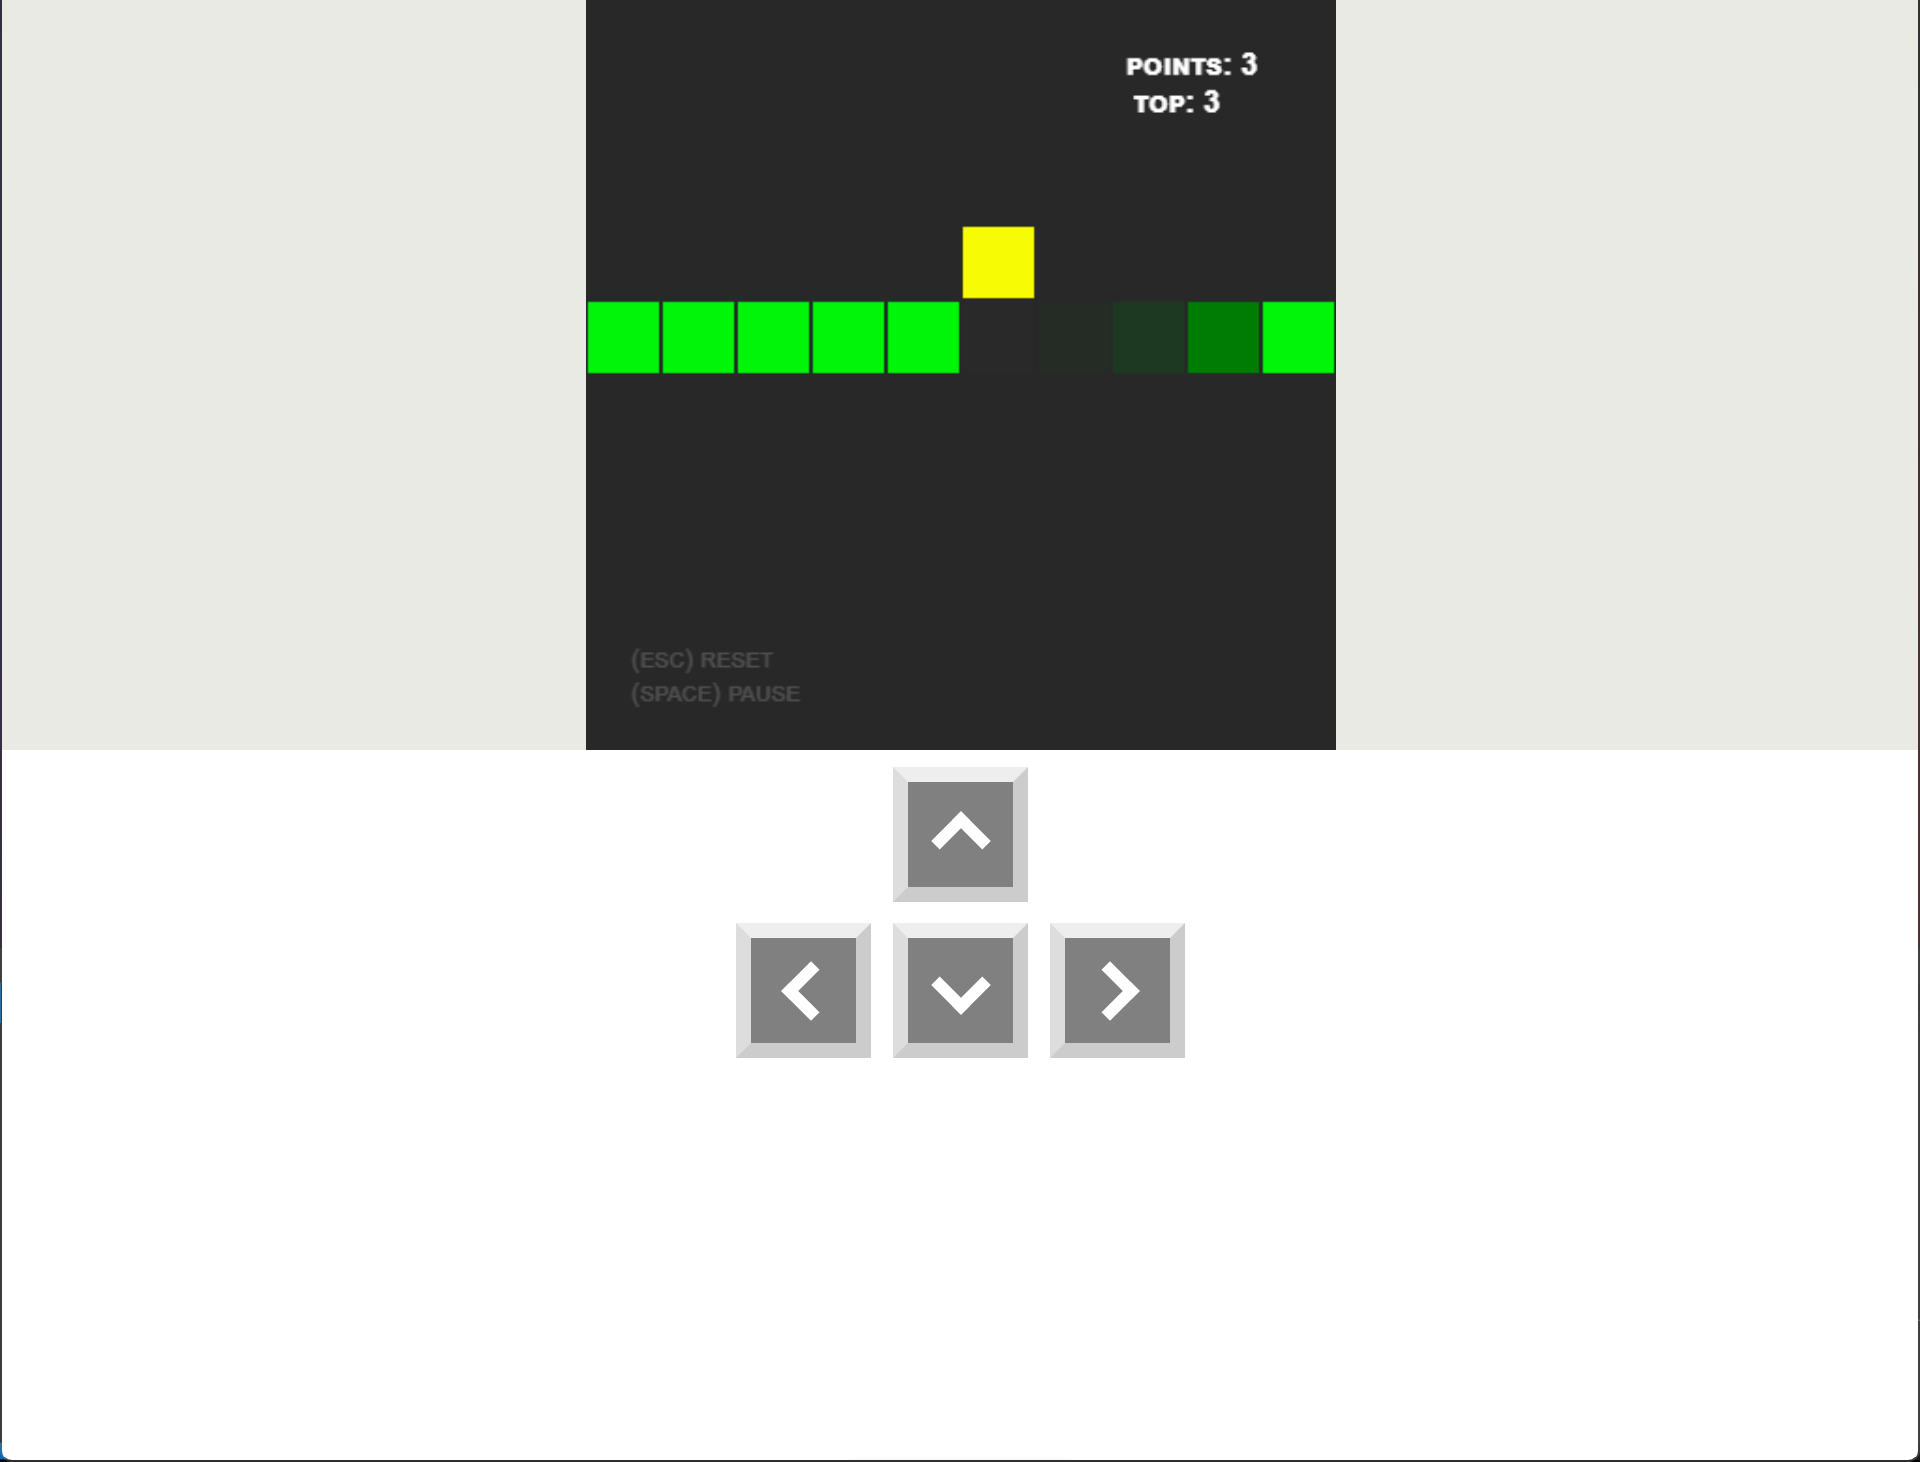 POINTS: 3
TOP: 3
(ESC) RESET
(SPACE) PAUSE